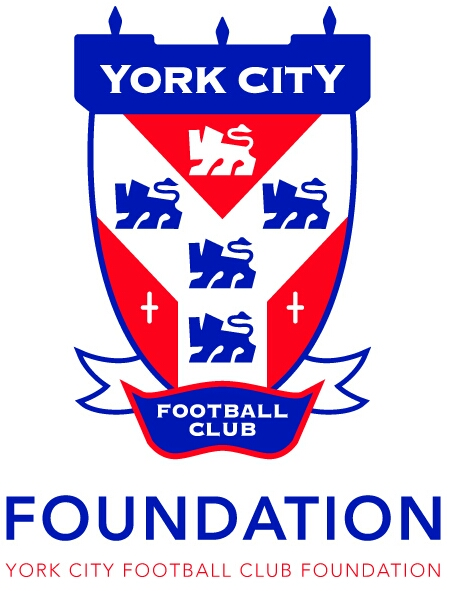 YORK CITY
FOOTBALL
CLUB
FOUNDATION
YORK CITY FOOTBALL CLUB FOUNDATION